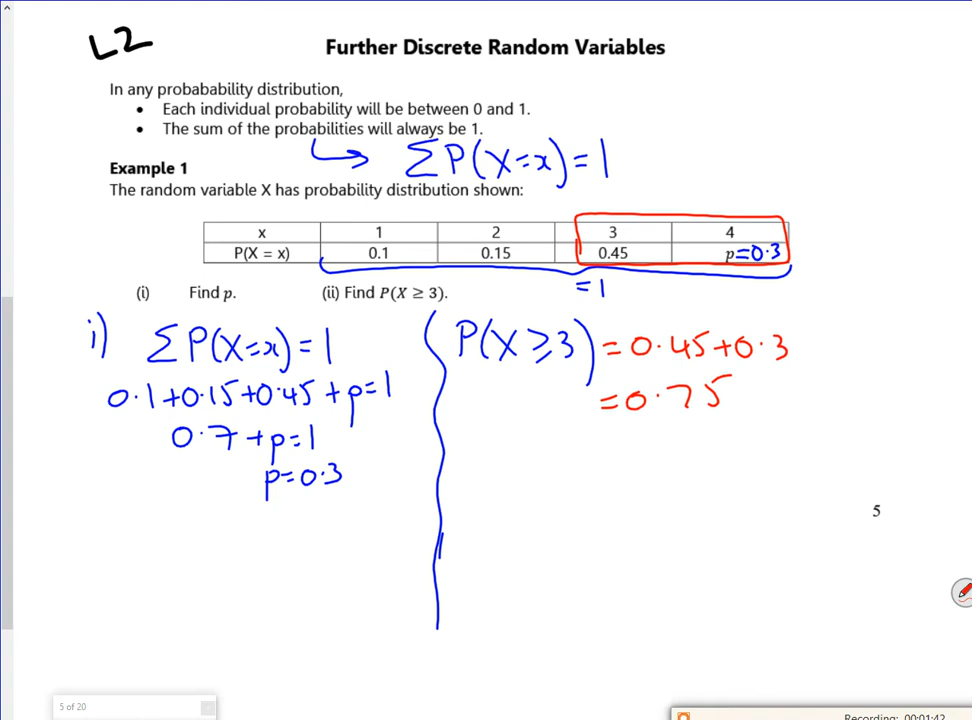 L2
Further Discrete Random Variables
In any probabability distribution,
• Each individual probability will be between 0 and 1.
• The sum of the probabilities will always be 1.
↳ ∑P(X=x)=1
Example 1
The random variable X has probability distribution shown:
x 1 2 3 4
P(X = x) 0.1 0.15 0.45 p=0.3
=1
(i) Find p. (ii) Find P(X ≥ 3).
i) ∑P(X=x)=1
0.1+0.15+0.45+p=1
0.7+p=1
p=0.3
P(X≥3)=0.45+0.3
=0.75
5
5 of 20
Recording: 00:01:42